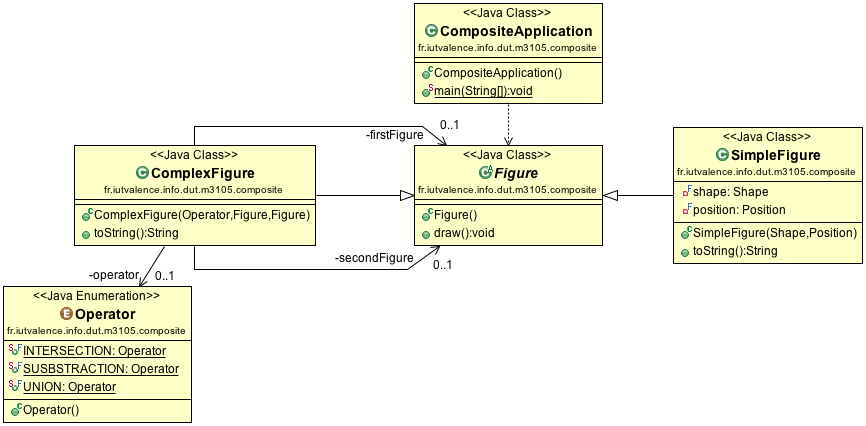 <<Java Class>>
CompositeApplication
fr.iutvalence.info.dut.m3105.composite
CompositeApplication()
main(String[]):void
-firstFigure
0..1
<<Java Class>>
ComplexFigure
fr.iutvalence.info.dut.m3105.composite
ComplexFigure(Operator,Figure,Figure)
toString():String
<<Java Class>>
Figure
fr.iutvalence.info.dut.m3105.composite
Figure()
draw():void
<<Java Class>>
SimpleFigure
fr.iutvalence.info.dut.m3105.composite
shape: Shape
position: Position
SimpleFigure(Shape,Position)
toString():String
-secondFigure
0..1
-operator
0..1
<<Java Enumeration>>
Operator
fr.iutvalence.info.dut.m3105.composite
INTERSECTION: Operator
SUSBSTRACTION: Operator
UNION: Operator
Operator()